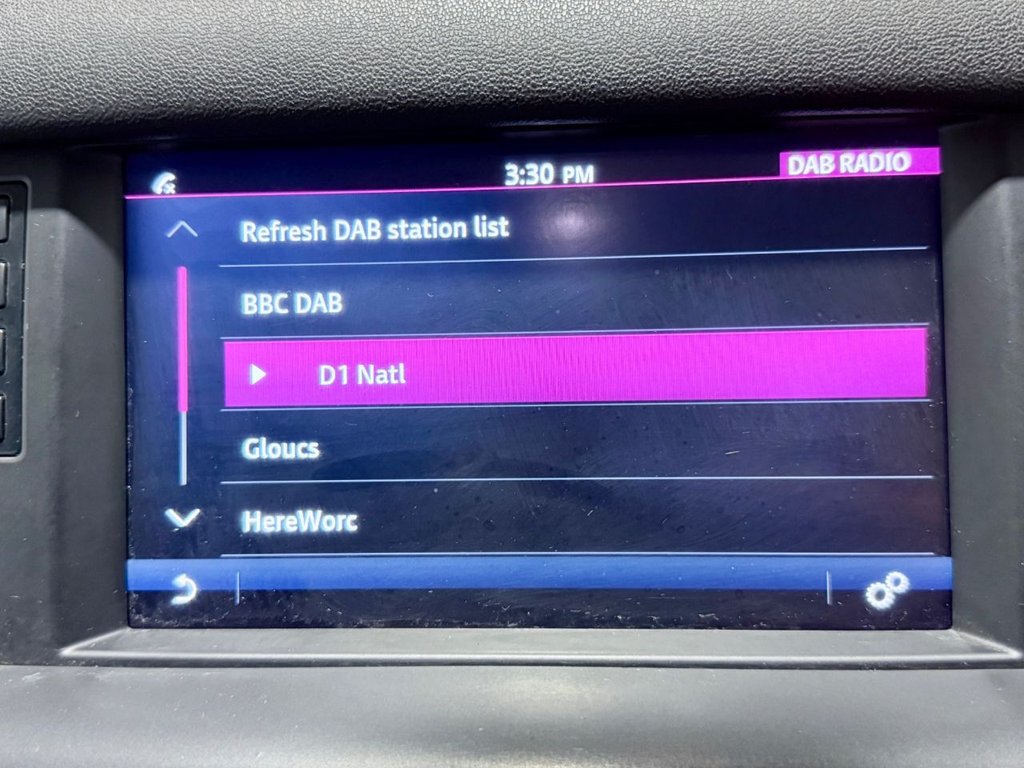 3:30 PM
DAB RADIO
Refresh DAB station list
BBC DAB
D1 Natl
Gloucs
HereWorc